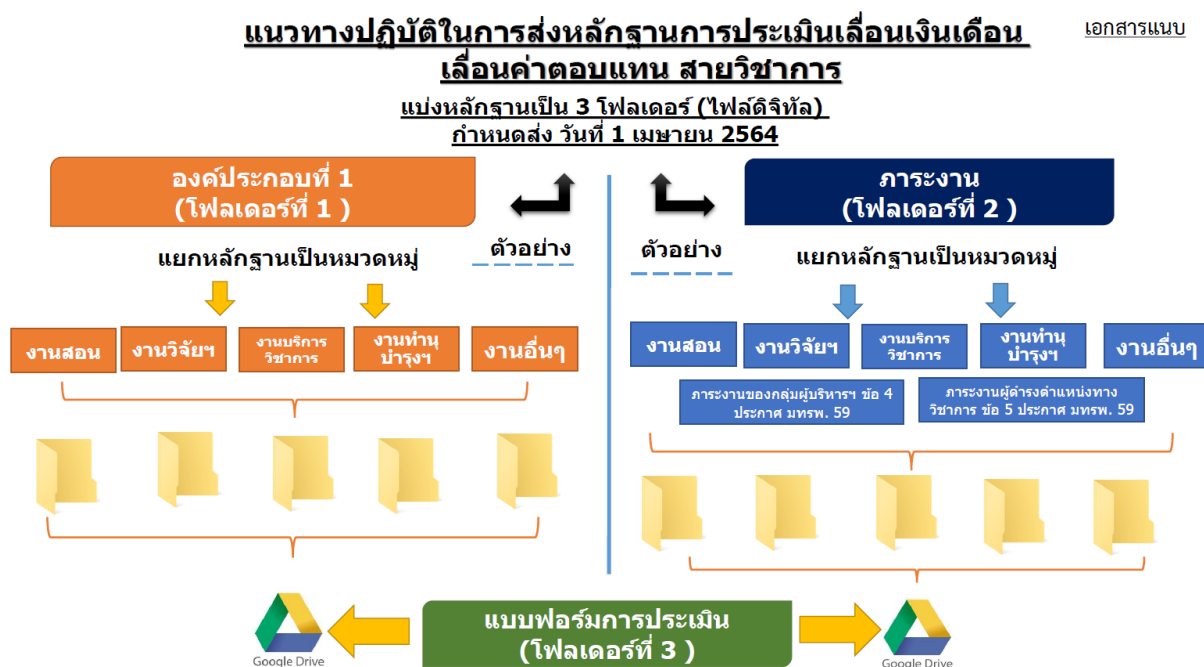 เอกสารแนบ
แนวทางปฏิบัติในการส่งหลักฐานการประเมินเลื่อนเงินเดือน
เลื่อนค่าตอบแทน สายวิชาการ
แบ่งหลักฐานเป็น 3 โฟลเดอร์ (ไฟล์ดิจิทัล)
กำหนดส่ง วันที่ 1 เมษายน 2564
องค์ประกอบที่ 1
(โฟลเดอร์ที่ 1 )
ตัวอย่าง
แยกหลักฐานเป็นหมวดหมู่
งานสอน
งานวิจัยฯ
งานบริการ
วิชาการ
งานทำนุ
บำรุงฯ
งานอื่นๆ
ภาระงาน
(โฟลเดอร์ที่ 2 )
ตัวอย่าง
แยกหลักฐานเป็นหมวดหมู่
งานสอน
งานวิจัยฯ
งานบริการ
วิชาการ
งานทำนุ
บำรุงฯ
งานอื่นๆ
ภาระงานของกลุ่มผู้บริหารฯ ข้อ 4
ประกาศ มทรพ. 59
ภาระงานผู้ดำรงตำแหน่งทาง
วิชาการ ข้อ 5 ประกาศ มทรพ. 59
แบบฟอร์มการประเมิน
(โฟลเดอร์ที่ 3 )
Google Drive
Google Drive